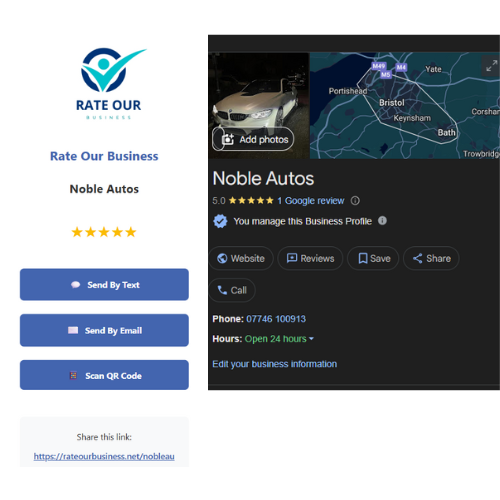 RATE OUR
BUSINESS
Rate Our Business
Noble Autos
Send By Text
Send By Email
Scan QR Code
Share this link:
https://rateourbusiness.net/nobleau
M49 M4
M5
Yate
Portishead
Bristol
Keynsham
Corshar
Bath
Trowbridg
Add photos
Noble Autos
5.0 ★★★★★ 1 Google review
You manage this Business Profile
Website Reviews Save Share
Call
Phone: 07746 100913
Hours: Open 24 hours
Edit your business information